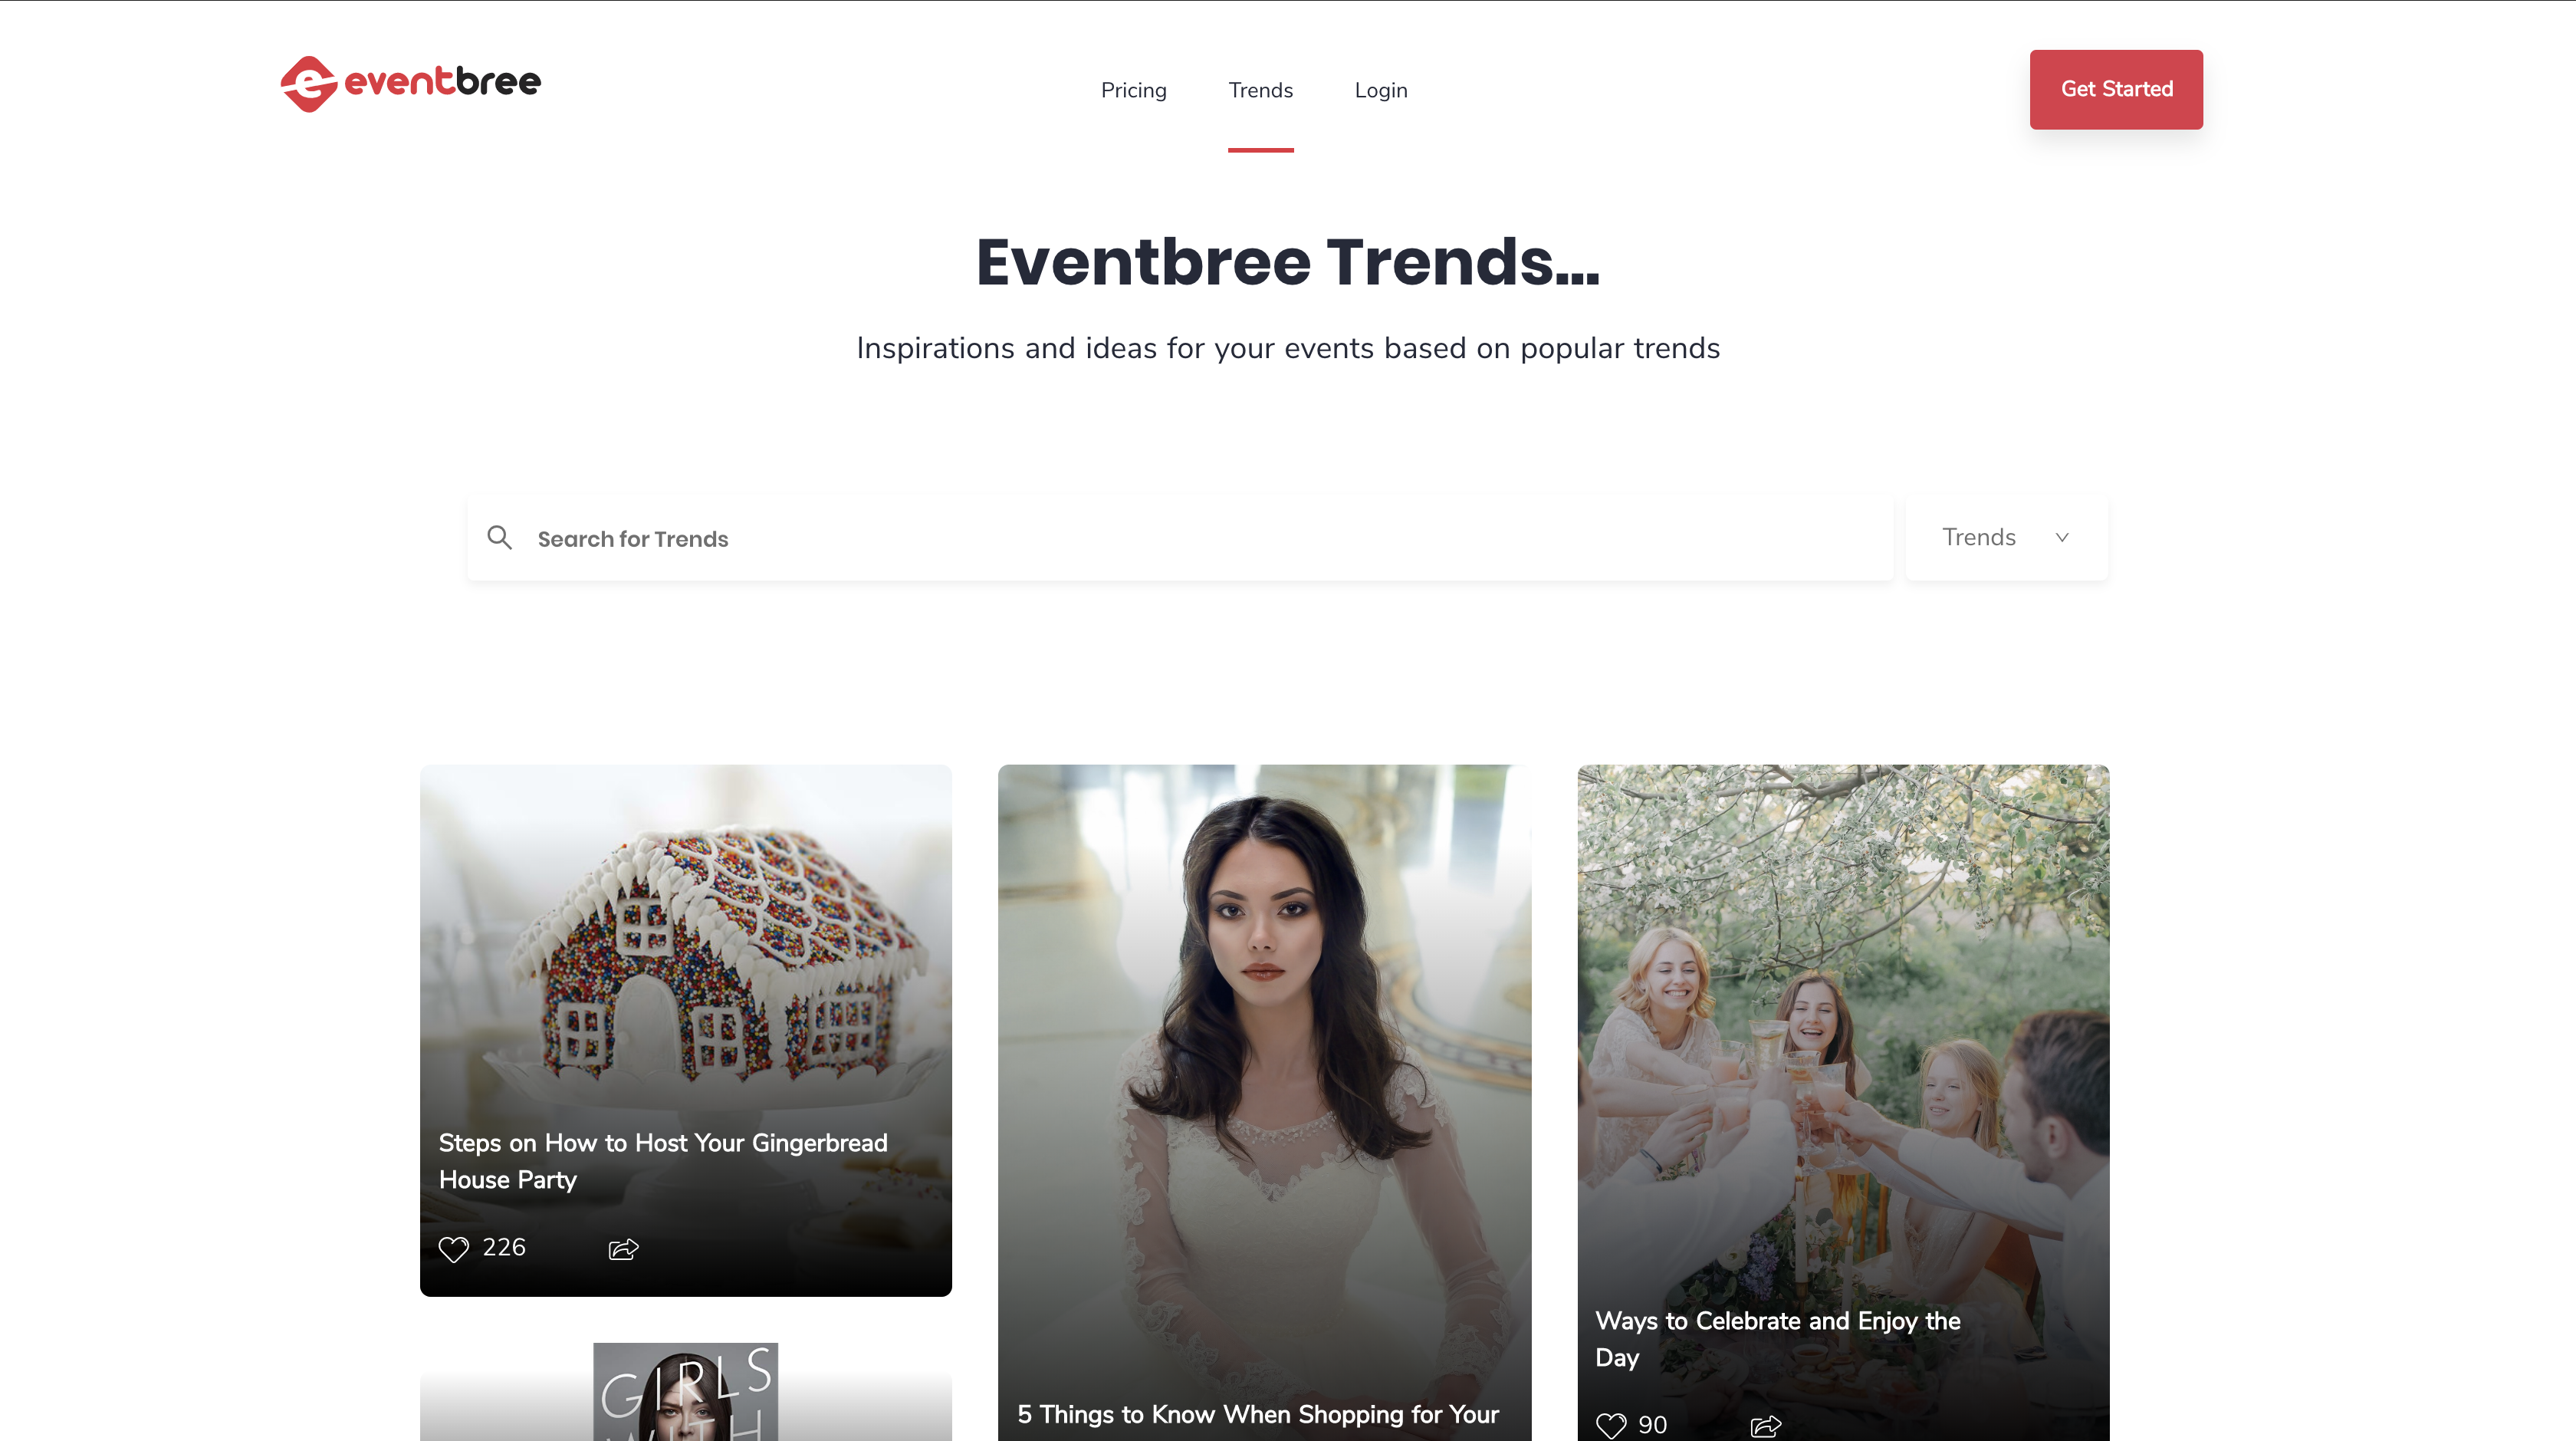 eventbree
Pricing
Trends
Login
Get Started
Eventbree Trends...
Inspirations and ideas for your events based on popular trends
Search for Trends
Trends
Steps on How to Host Your Gingerbread
House Party
226
GIRLS
WITH
5 Things to Know When Shopping for Your
Ways to Celebrate and Enjoy the
Day
90